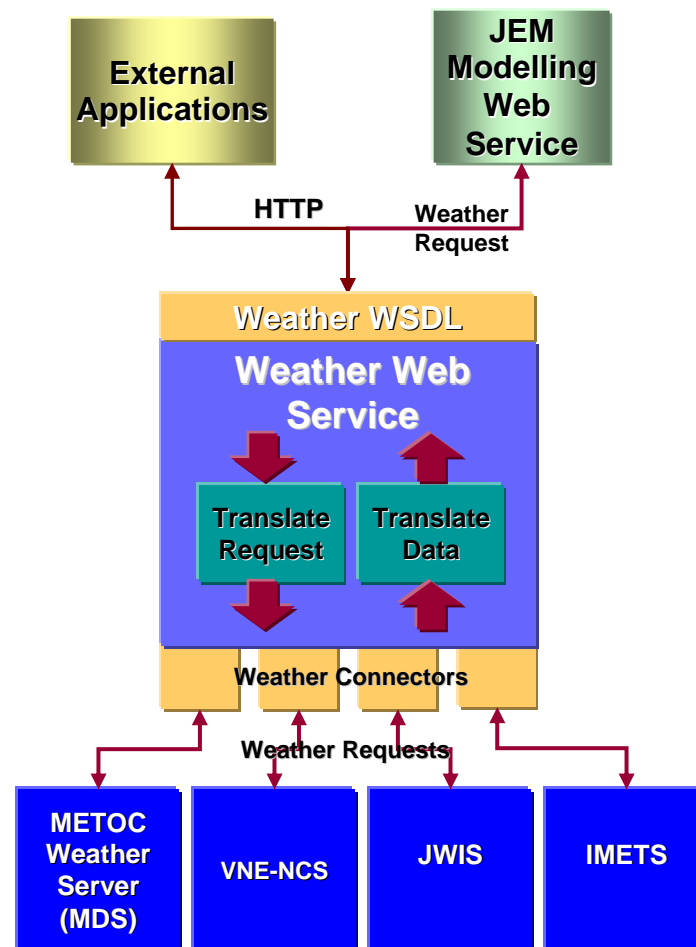 External
Applications
JEM
Modelling
Web
Service
HTTP
Weather
Request
Weather WSDL
Weather Web
Service
Translate
Request
Translate
Data
Weather Connectors
Weather Requests
METOC
Weather
Server
(MDS)
VNE-NCS
JWIS
IMETS